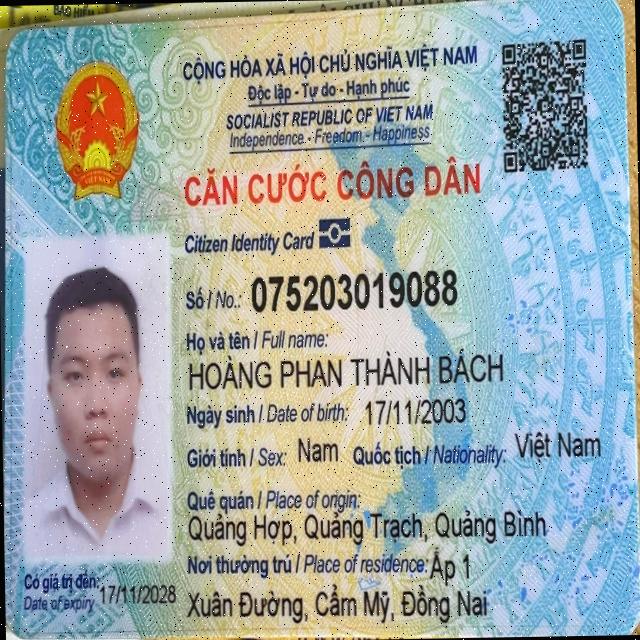 BẢO HIỂM
CỘNG HÒA XÃ HỘI CHỦ NGHĨA VIỆT NAM
Độc lập - Tự do - Hạnh phúc
SOCIALIST REPUBLIC OF VIET NAM
Independence - Freedom - Happiness
CĂN CƯỚC CÔNG DÂN
Citizen Identity Card
Số / No.: 075203019088
Họ và tên / Full name:
HOÀNG PHAN THÀNH BÁCH
Ngày sinh / Date of birth: 17/11/2003
Giới tính / Sex: Nam Quốc tịch / Nationality: Việt Nam
Quê quán / Place of origin:
Quảng Hợp, Quảng Trạch, Quảng Bình
Nơi thường trú / Place of residence: Ấp 1
Xuân Đường, Cẩm Mỹ, Đồng Nai
Có giá trị đến: 17/11/2028
Date of expiry
VIỆT NAM